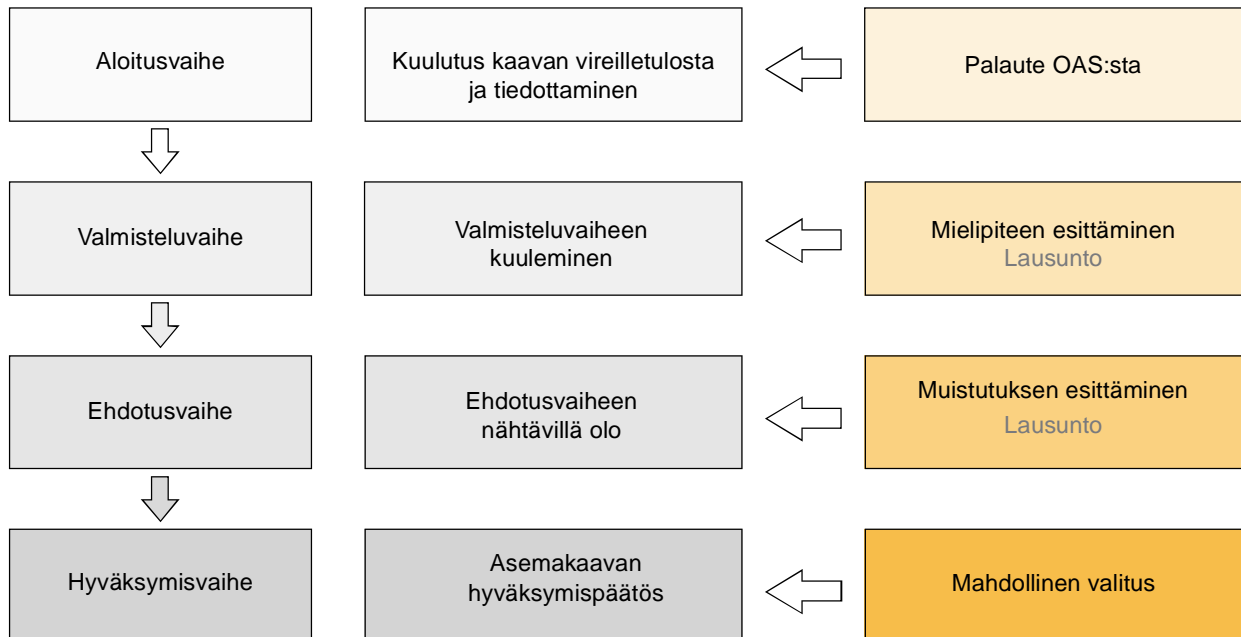 Aloitusvaihe
Kuulutus kaavan vireilletulosta
ja tiedottaminen
Palaute OAS:sta
Valmisteluvaihe
Valmisteluvaiheen
kuuleminen
Mielipiteen esittäminen
Lausunto
Ehdotusvaihe
Ehdotusvaiheen
nähtävillä olo
Muistutuksen esittäminen
Lausunto
Hyväksymisvaihe
Asemakaavan
hyväksymispäätös
Mahdollinen valitus